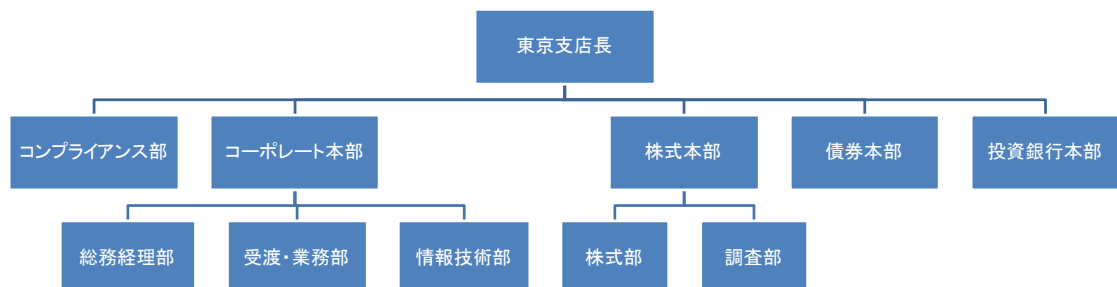 東京支店長
コンプライアンス部
コーポレート本部
株式本部
債券本部
投資銀行本部
総務経理部
受渡・業務部
情報技術部
株式部
調査部